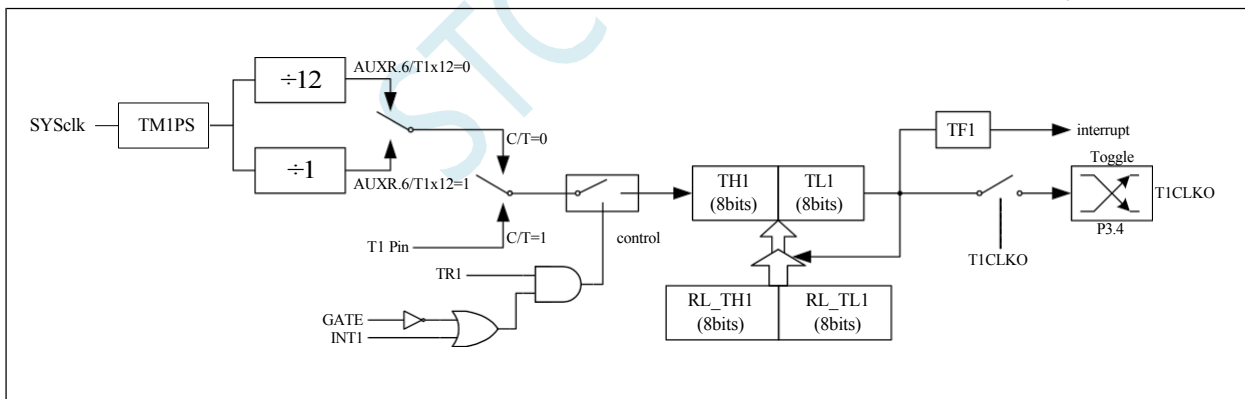 STC
÷12
AUXR.6/T1x12=0
SYSclk
TM1PS
C/T=0
÷1
AUXR.6/T1x12=1
T1 Pin
C/T=1
control
TR1
GATE
INT1
TH1
(8bits)
TL1
(8bits)
RL_TH1
(8bits)
RL_TL1
(8bits)
TF1
interrupt
Toggle
T1CLKO
P3.4
T1CLKO